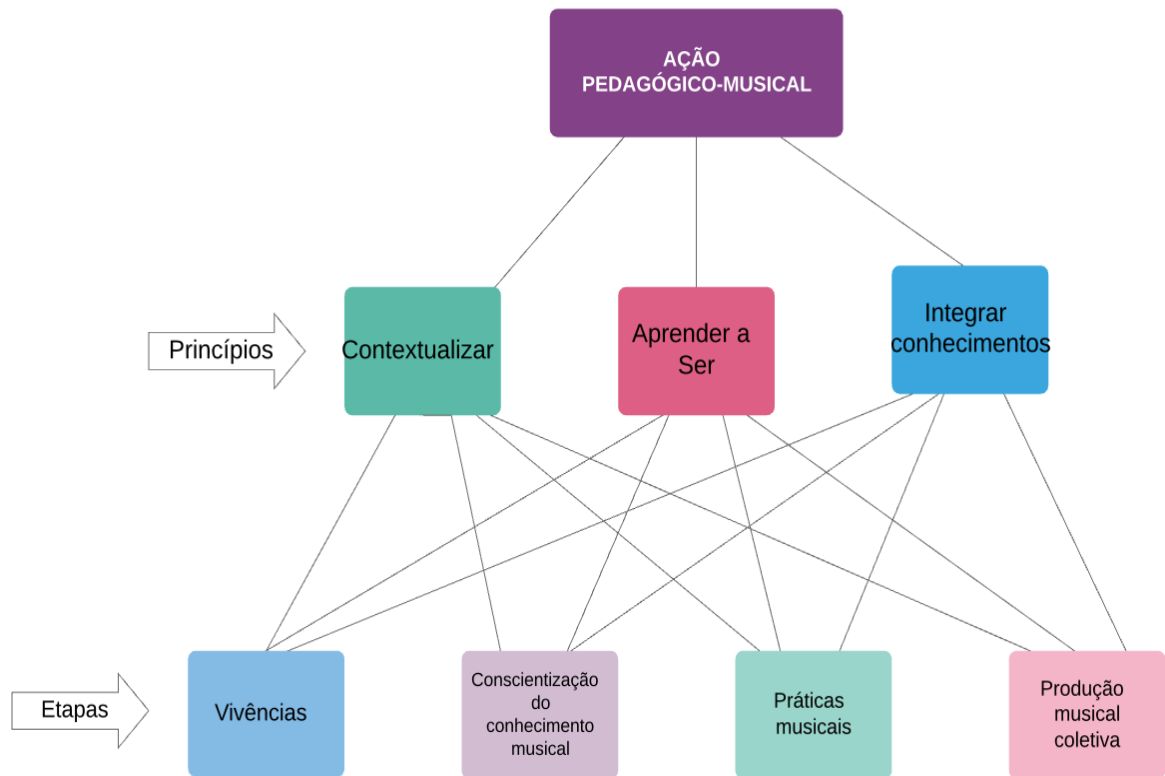 AÇÃO
PEDAGÓGICO-MUSICAL
Princípios
Contextualizar
Aprender a
Ser
Integrar
conhecimentos
Etapas
Vivências
Conscientização
do
conhecimento
musical
Práticas
musicais
Produção
musical
coletiva